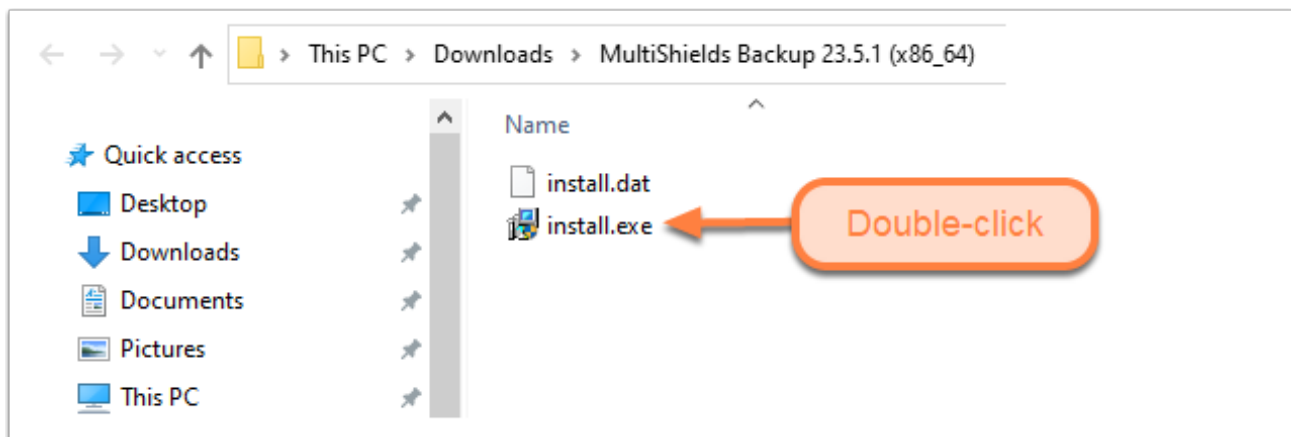 This PC > Downloads > MultiShields Backup 23.5.1 (x86_64)
Name
Quick access
install.dat
Desktop
install.exe
Double-click
Downloads
Documents
Pictures
This PC